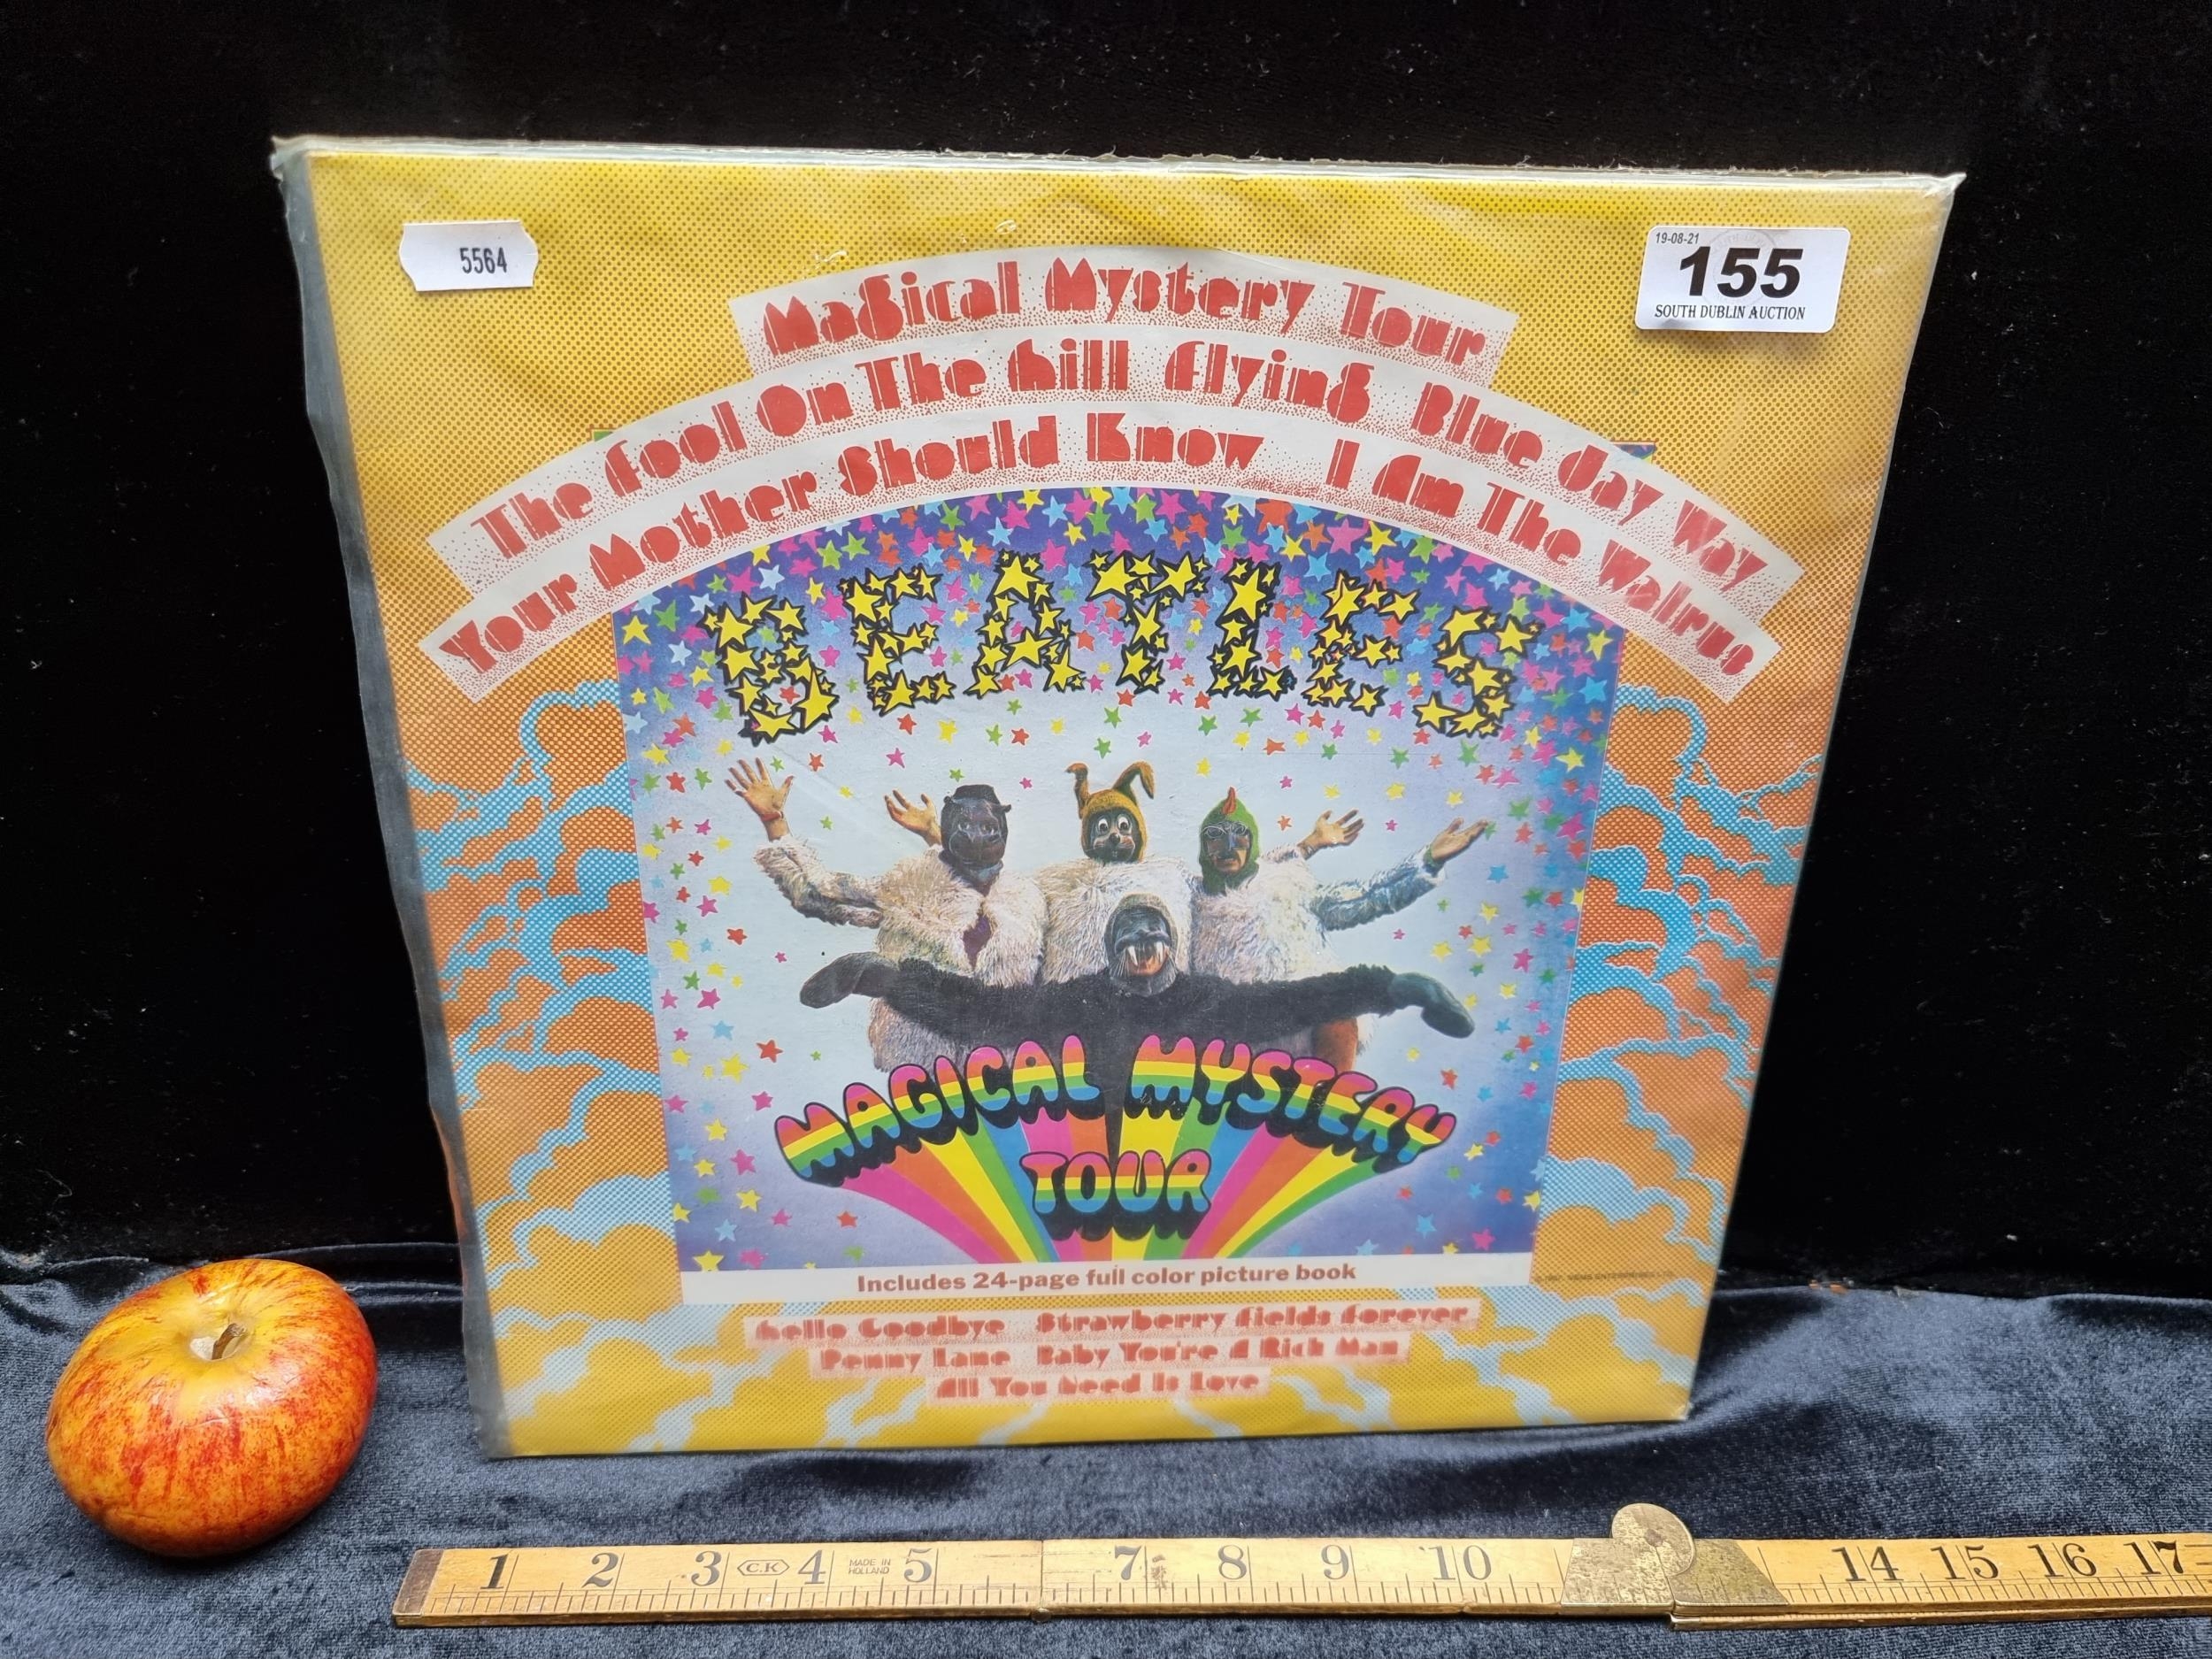 5564
19-08-21
155
SOUTH DUBLIN AUCTION
Magical Mystery Tour
The Fool On The Hill Flying Blue Jay Way
Your Mother Should Know I Am The Walrus
BEATLES
MAGICAL MYSTERY
TOUR
Includes 24-page full color picture book
Hello Goodbye Strawberry Fields Forever
Penny Lane Baby You're A Rich Man
All You Need Is Love
1 2 3 C.K 4 MADE IN
HOLLAND 5 7 8 9 10 14 15 16 17